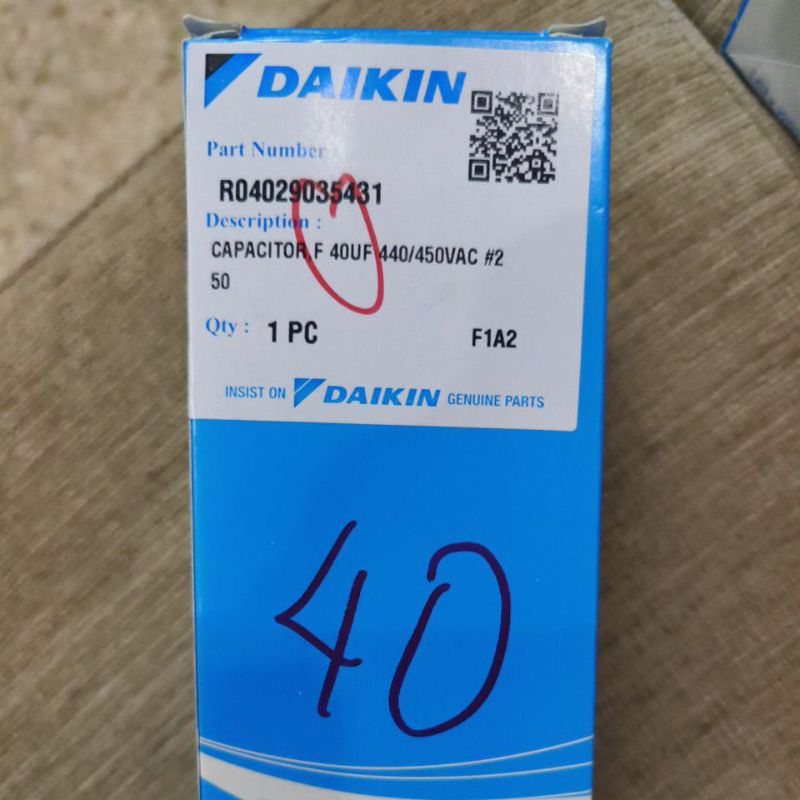 DAIKIN
Part Number
R04029035431
Description :
CAPACITOR,F 40UF 440/450VAC #2
50
Qty : 1 PC F1A2
INSIST ON DAIKIN GENUINE PARTS
40